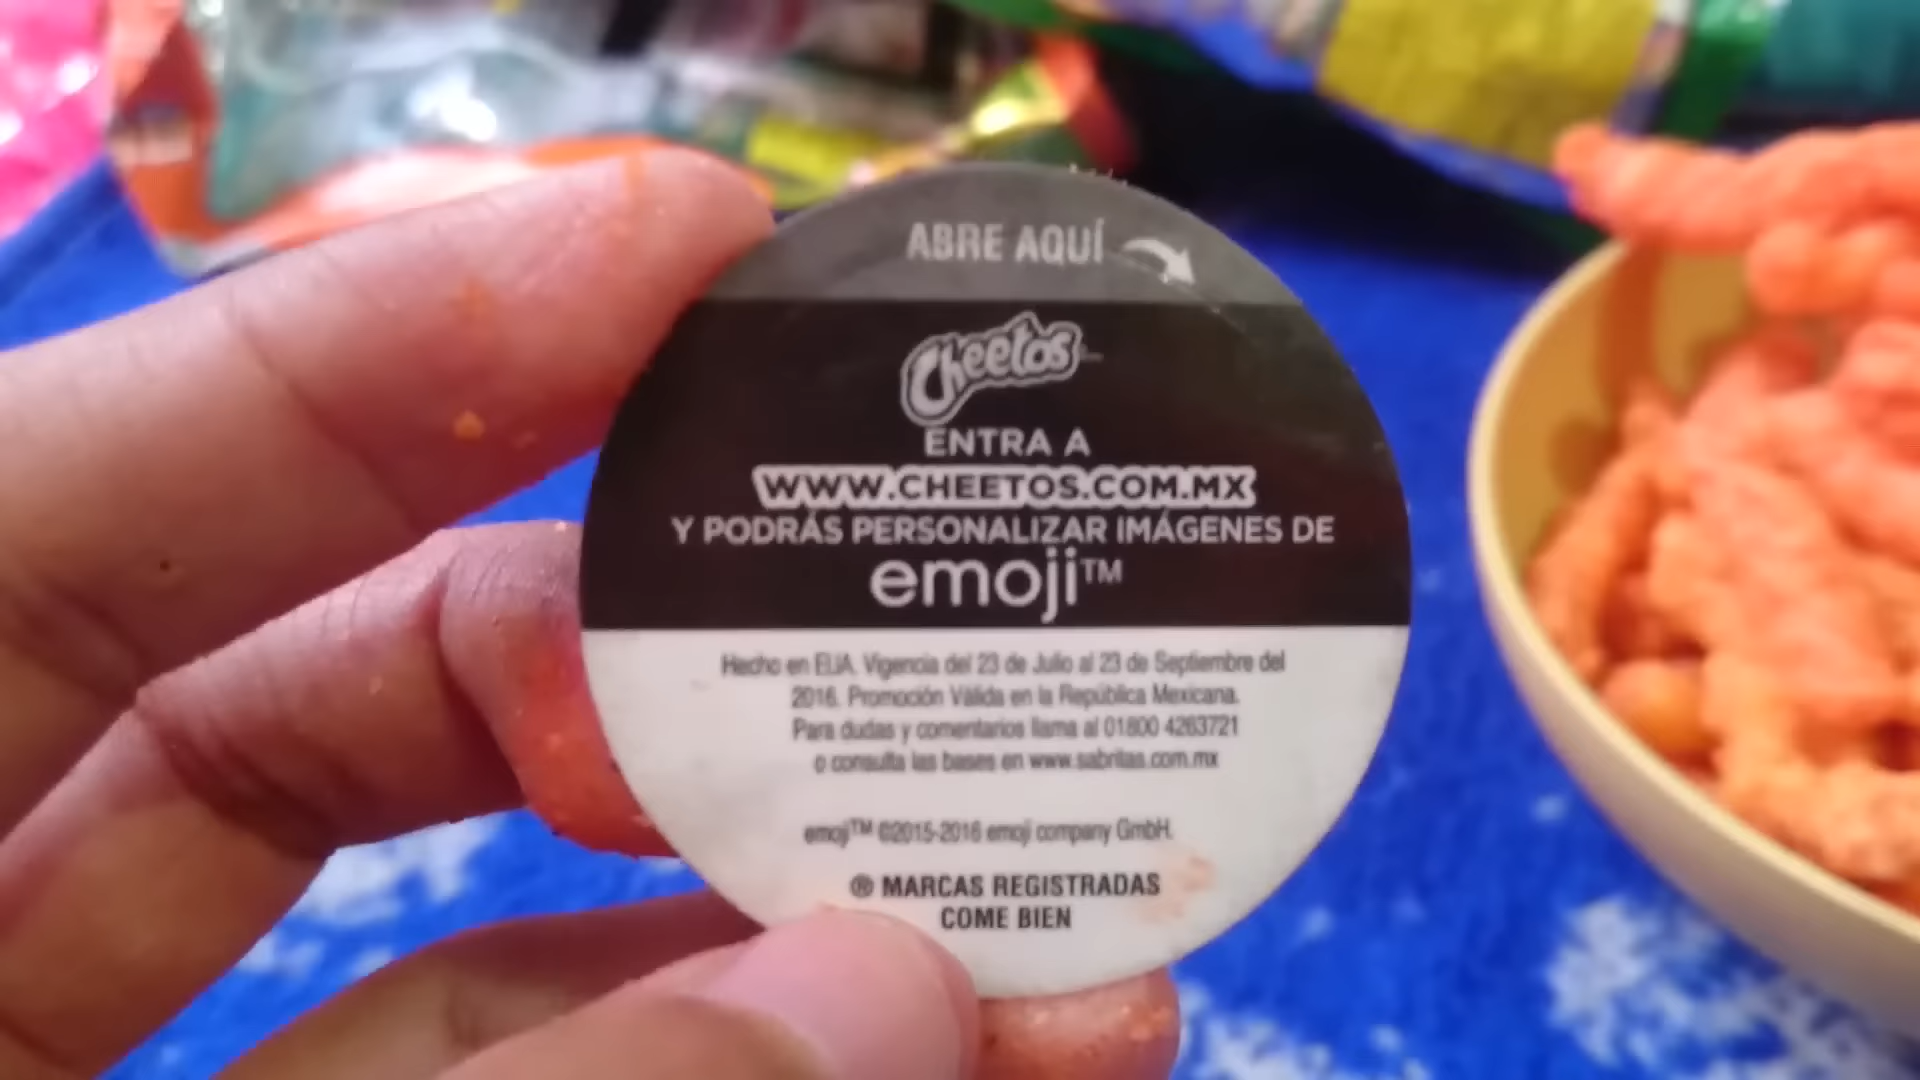 ABRE AQUÍ
Cheetos
ENTRA A
WWW.CHEETOS.COM.MX
Y PODRÁS PERSONALIZAR IMÁGENES DE
emoji™
Hecho en EUA. Vigencia del 23 de Julio al 23 de Septiembre del
2016. Promoción Válida en la República Mexicana.
Para dudas y comentarios llama al 01800 4263721
o consulta las bases en www.sabritas.com.mx
emoji™ ©2015-2016 emoji company GmbH.
® MARCAS REGISTRADAS
COME BIEN